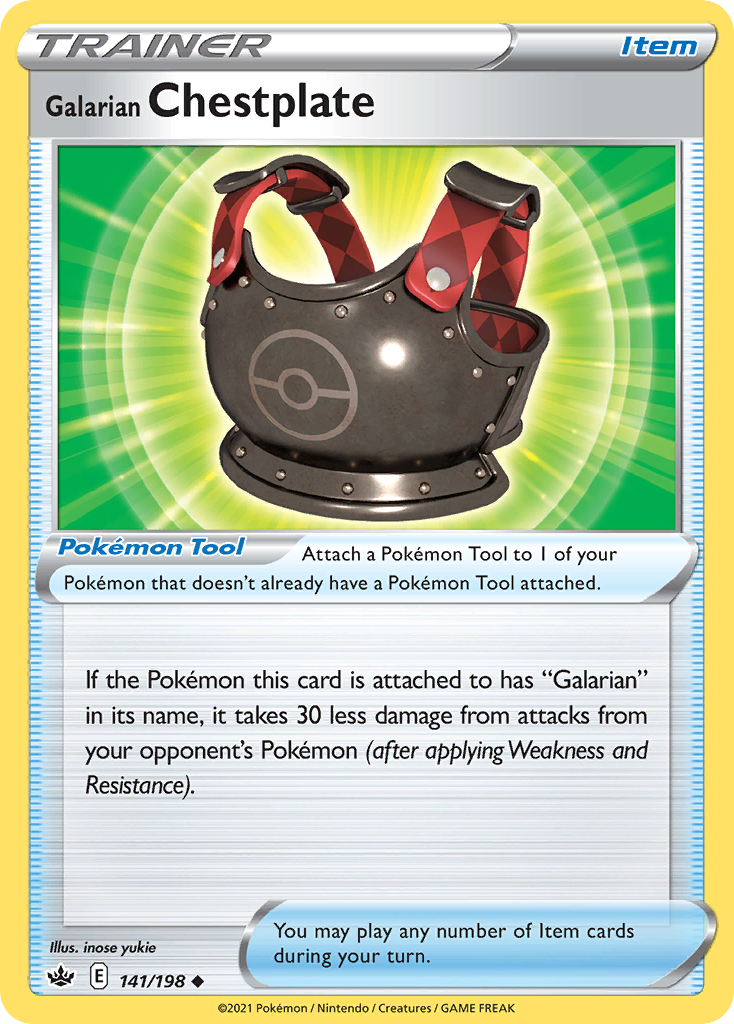 TRAINER
Item
Galarian Chestplate
Pokémon Tool
Attach a Pokémon Tool to 1 of your
Pokémon that doesn't already have a Pokémon Tool attached.
If the Pokémon this card is attached to has “Galarian”
in its name, it takes 30 less damage from attacks from
your opponent's Pokémon (after applying Weakness and
Resistance).
You may play any number of Item cards
during your turn.
Illus. inose yukie
E 141/198
©2021 Pokémon / Nintendo / Creatures / GAME FREAK